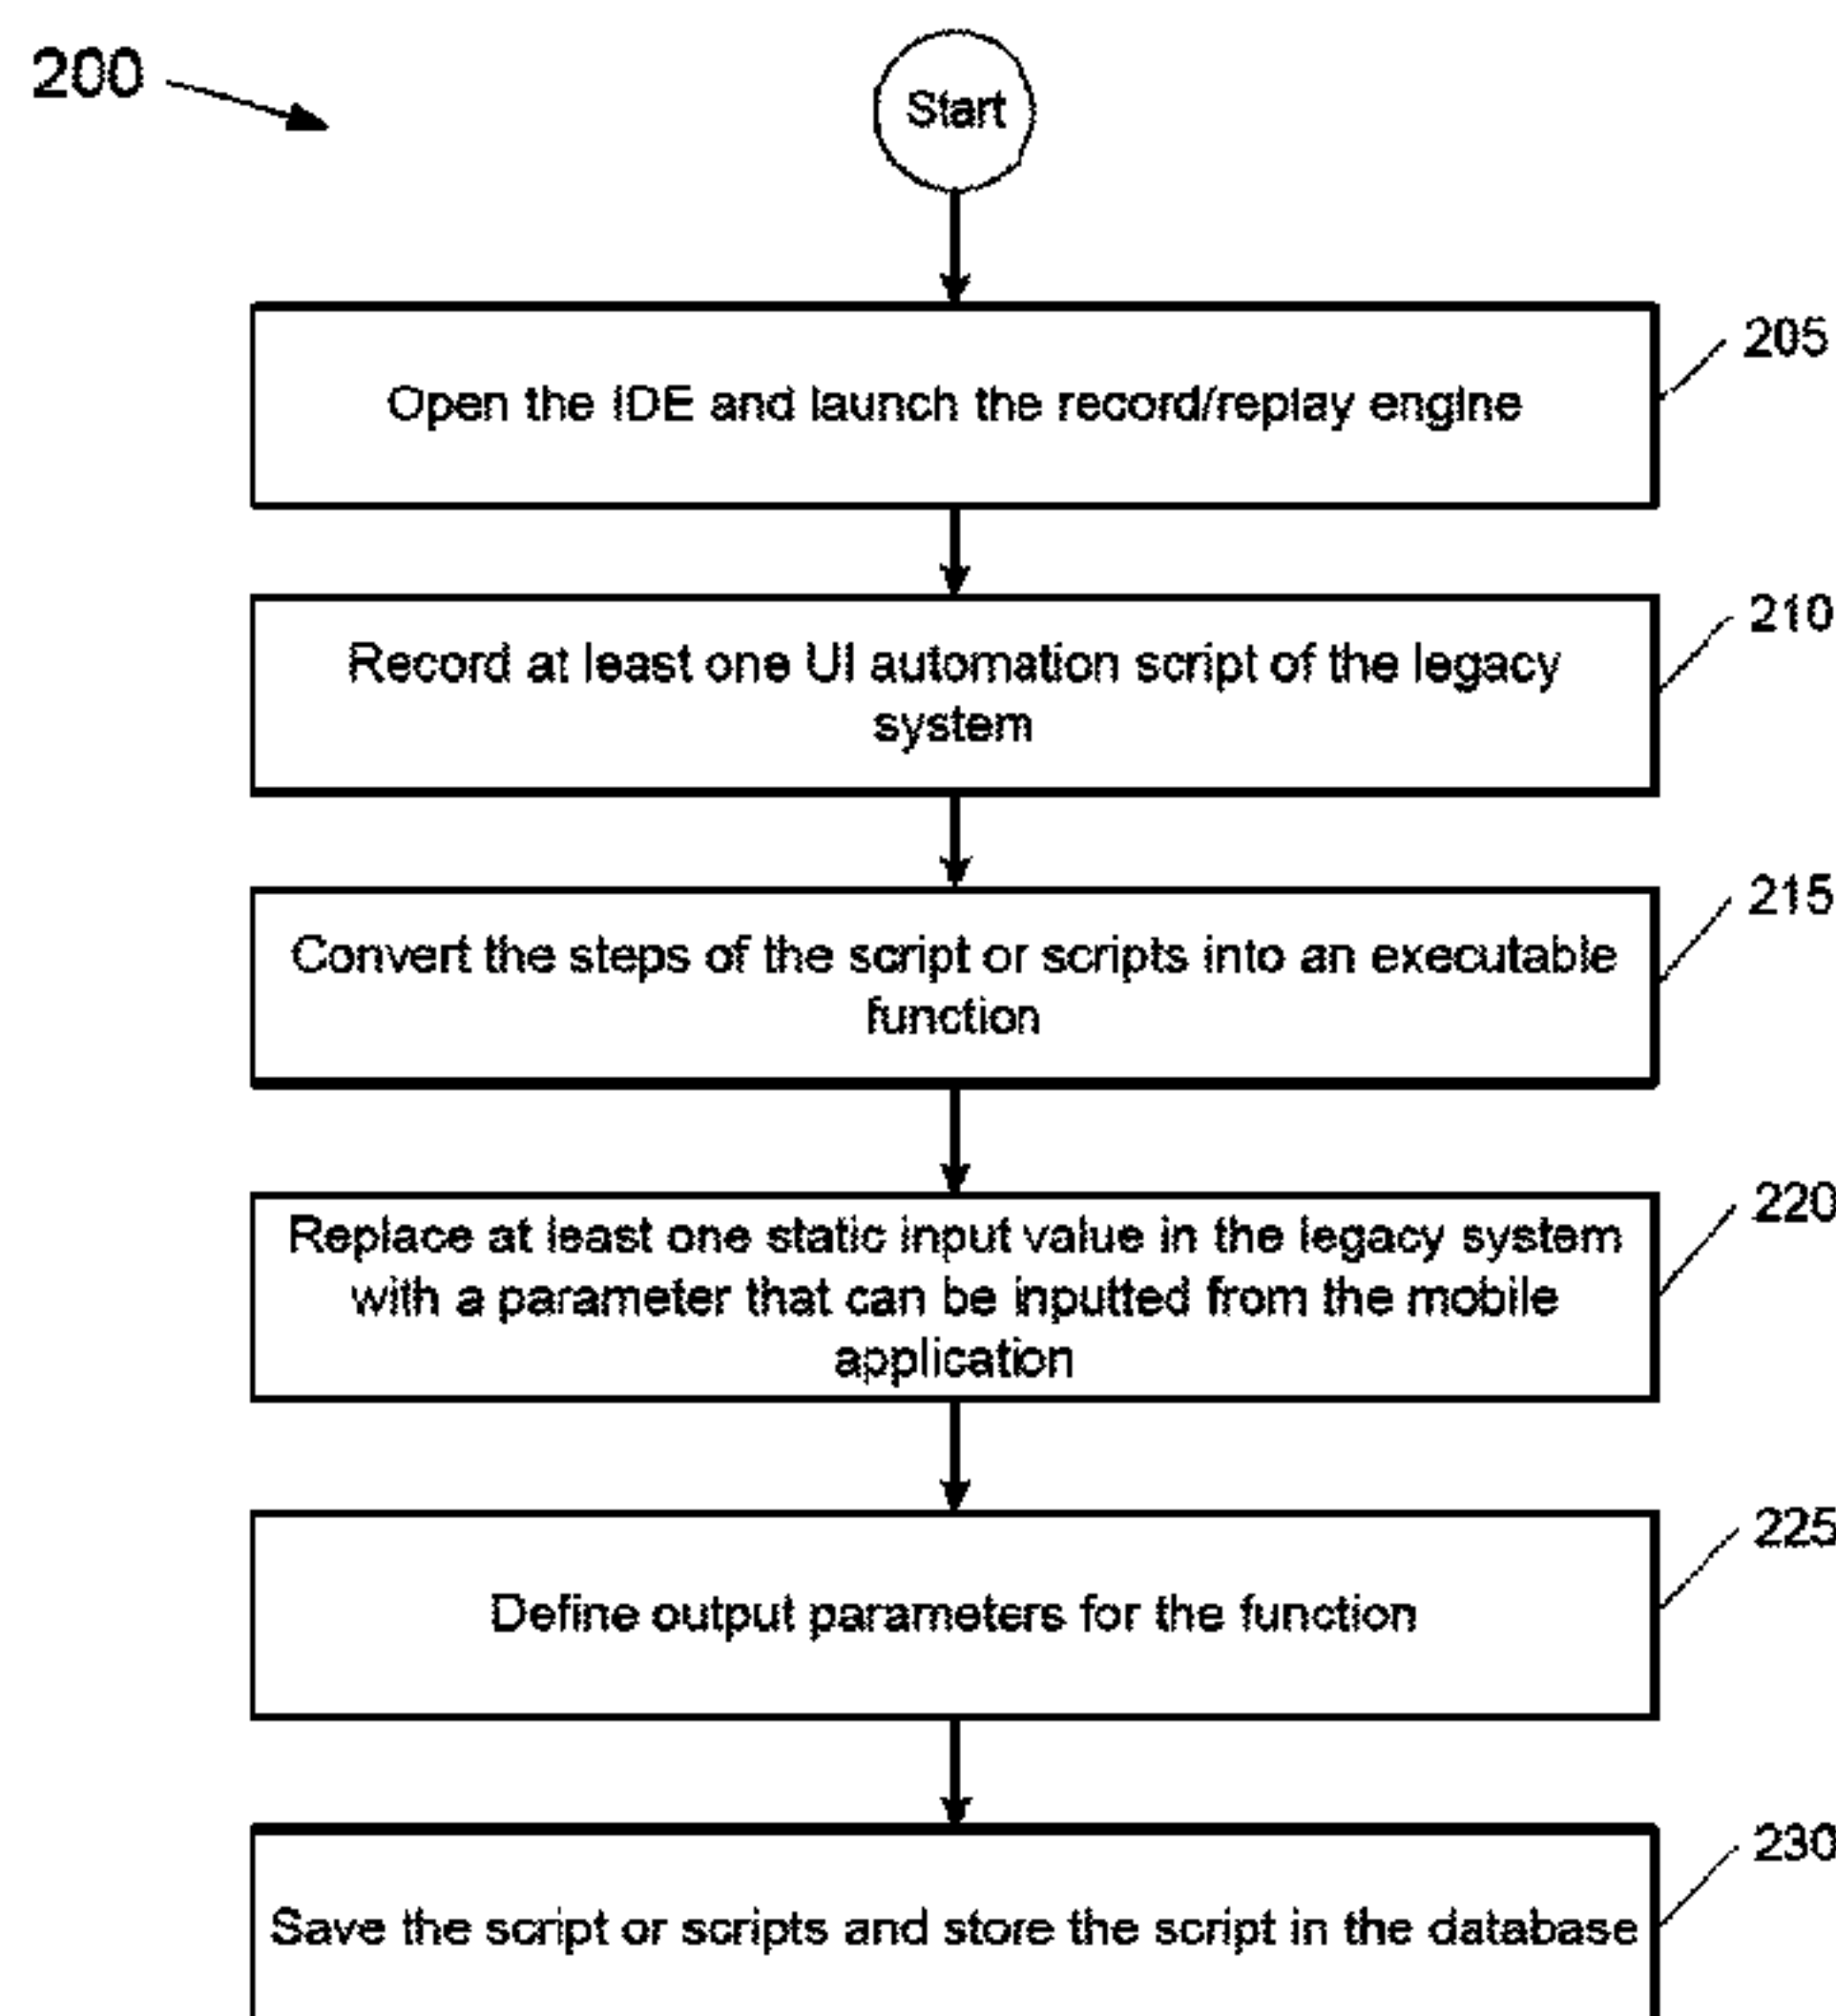 200
Start
Open the IDE and launch the record/replay engine
205
Record at least one UI automation script of the legacy
system
210
Convert the steps of the script or scripts into an executable
function
215
Replace at least one static input value in the legacy system
with a parameter that can be inputted from the mobile
application
220
Define output parameters for the function
225
Save the script or scripts and store the script in the database
230